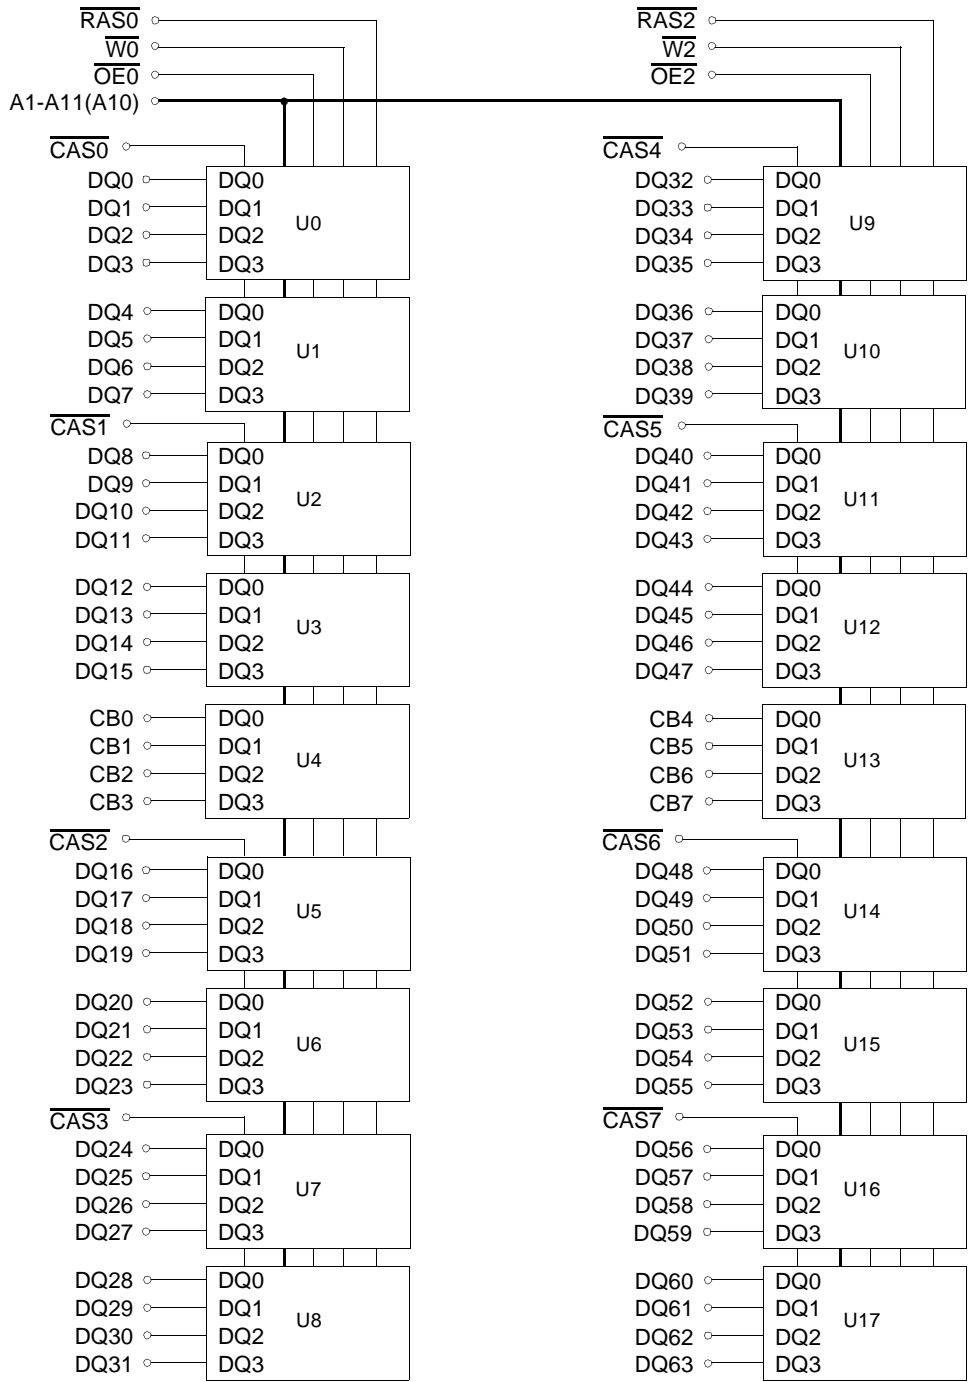 RAS0
W0
OE0
A1-A11(A10)
CAS0
DQ0 DQ0
DQ1 DQ1
DQ2 DQ2
DQ3 DQ3
U0
DQ4 DQ0
DQ5 DQ1
DQ6 DQ2
DQ7 DQ3
U1
CAS1
DQ8 DQ0
DQ9 DQ1
DQ10 DQ2
DQ11 DQ3
U2
DQ12 DQ0
DQ13 DQ1
DQ14 DQ2
DQ15 DQ3
U3
CB0 DQ0
CB1 DQ1
CB2 DQ2
CB3 DQ3
U4
CAS2
DQ16 DQ0
DQ17 DQ1
DQ18 DQ2
DQ19 DQ3
U5
DQ20 DQ0
DQ21 DQ1
DQ22 DQ2
DQ23 DQ3
U6
CAS3
DQ24 DQ0
DQ25 DQ1
DQ26 DQ2
DQ27 DQ3
U7
DQ28 DQ0
DQ29 DQ1
DQ30 DQ2
DQ31 DQ3
U8
RAS2
W2
OE2
CAS4
DQ32 DQ0
DQ33 DQ1
DQ34 DQ2
DQ35 DQ3
U9
DQ36 DQ0
DQ37 DQ1
DQ38 DQ2
DQ39 DQ3
U10
CAS5
DQ40 DQ0
DQ41 DQ1
DQ42 DQ2
DQ43 DQ3
U11
DQ44 DQ0
DQ45 DQ1
DQ46 DQ2
DQ47 DQ3
U12
CB4 DQ0
CB5 DQ1
CB6 DQ2
CB7 DQ3
U13
CAS6
DQ48 DQ0
DQ49 DQ1
DQ50 DQ2
DQ51 DQ3
U14
DQ52 DQ0
DQ53 DQ1
DQ54 DQ2
DQ55 DQ3
U15
CAS7
DQ56 DQ0
DQ57 DQ1
DQ58 DQ2
DQ59 DQ3
U16
DQ60 DQ0
DQ61 DQ1
DQ62 DQ2
DQ63 DQ3
U17